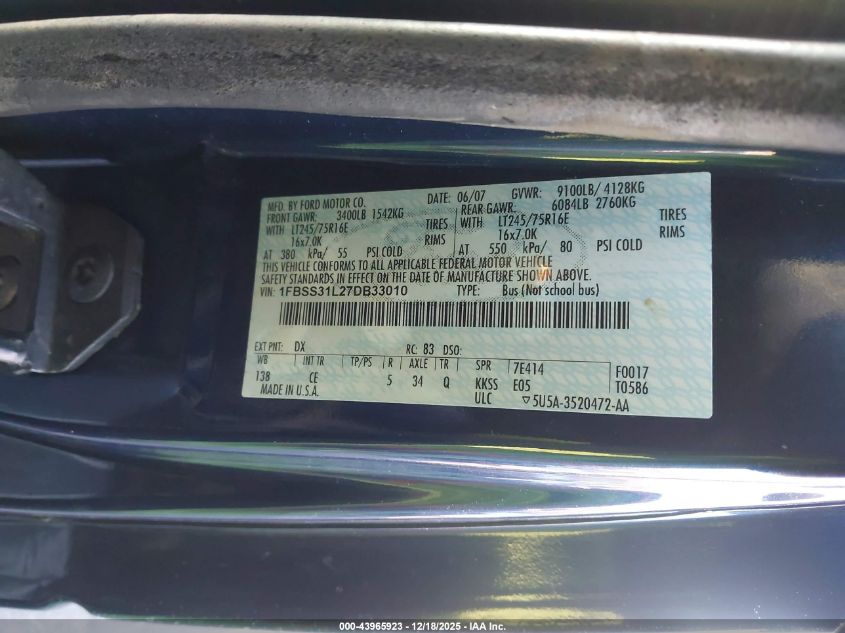 MFD. BY FORD MOTOR CO. DATE: 06/07 GVWR: 9100LB/ 4128KG
FRONT GAWR: 3400LB 1542KG REAR GAWR: 6084LB 2760KG
WITH LT245/75R16E TIRES WITH LT245/75R16E TIRES
16x7.0K RIMS 16x7.0K RIMS
AT 380 kPa/ 55 PSI COLD AT 550 kPa/ 80 PSI COLD
THIS VEHICLE CONFORMS TO ALL APPLICABLE FEDERAL MOTOR VEHICLE
SAFETY STANDARDS IN EFFECT ON THE DATE OF MANUFACTURE SHOWN ABOVE.
VIN: 1FBSS31L27DB33010 TYPE: Bus (Not school bus)
EXT PNT: DX RC: 83 DSO:
WB INT TR TP/PS R AXLE TR SPR 7E414 F0017
138 CE 5 34 Q KKSS E05 T0586
MADE IN U.S.A. ULC ▽5U5A-3520472-AA
000-43965923 / 12/18/2025 - IAA Inc.